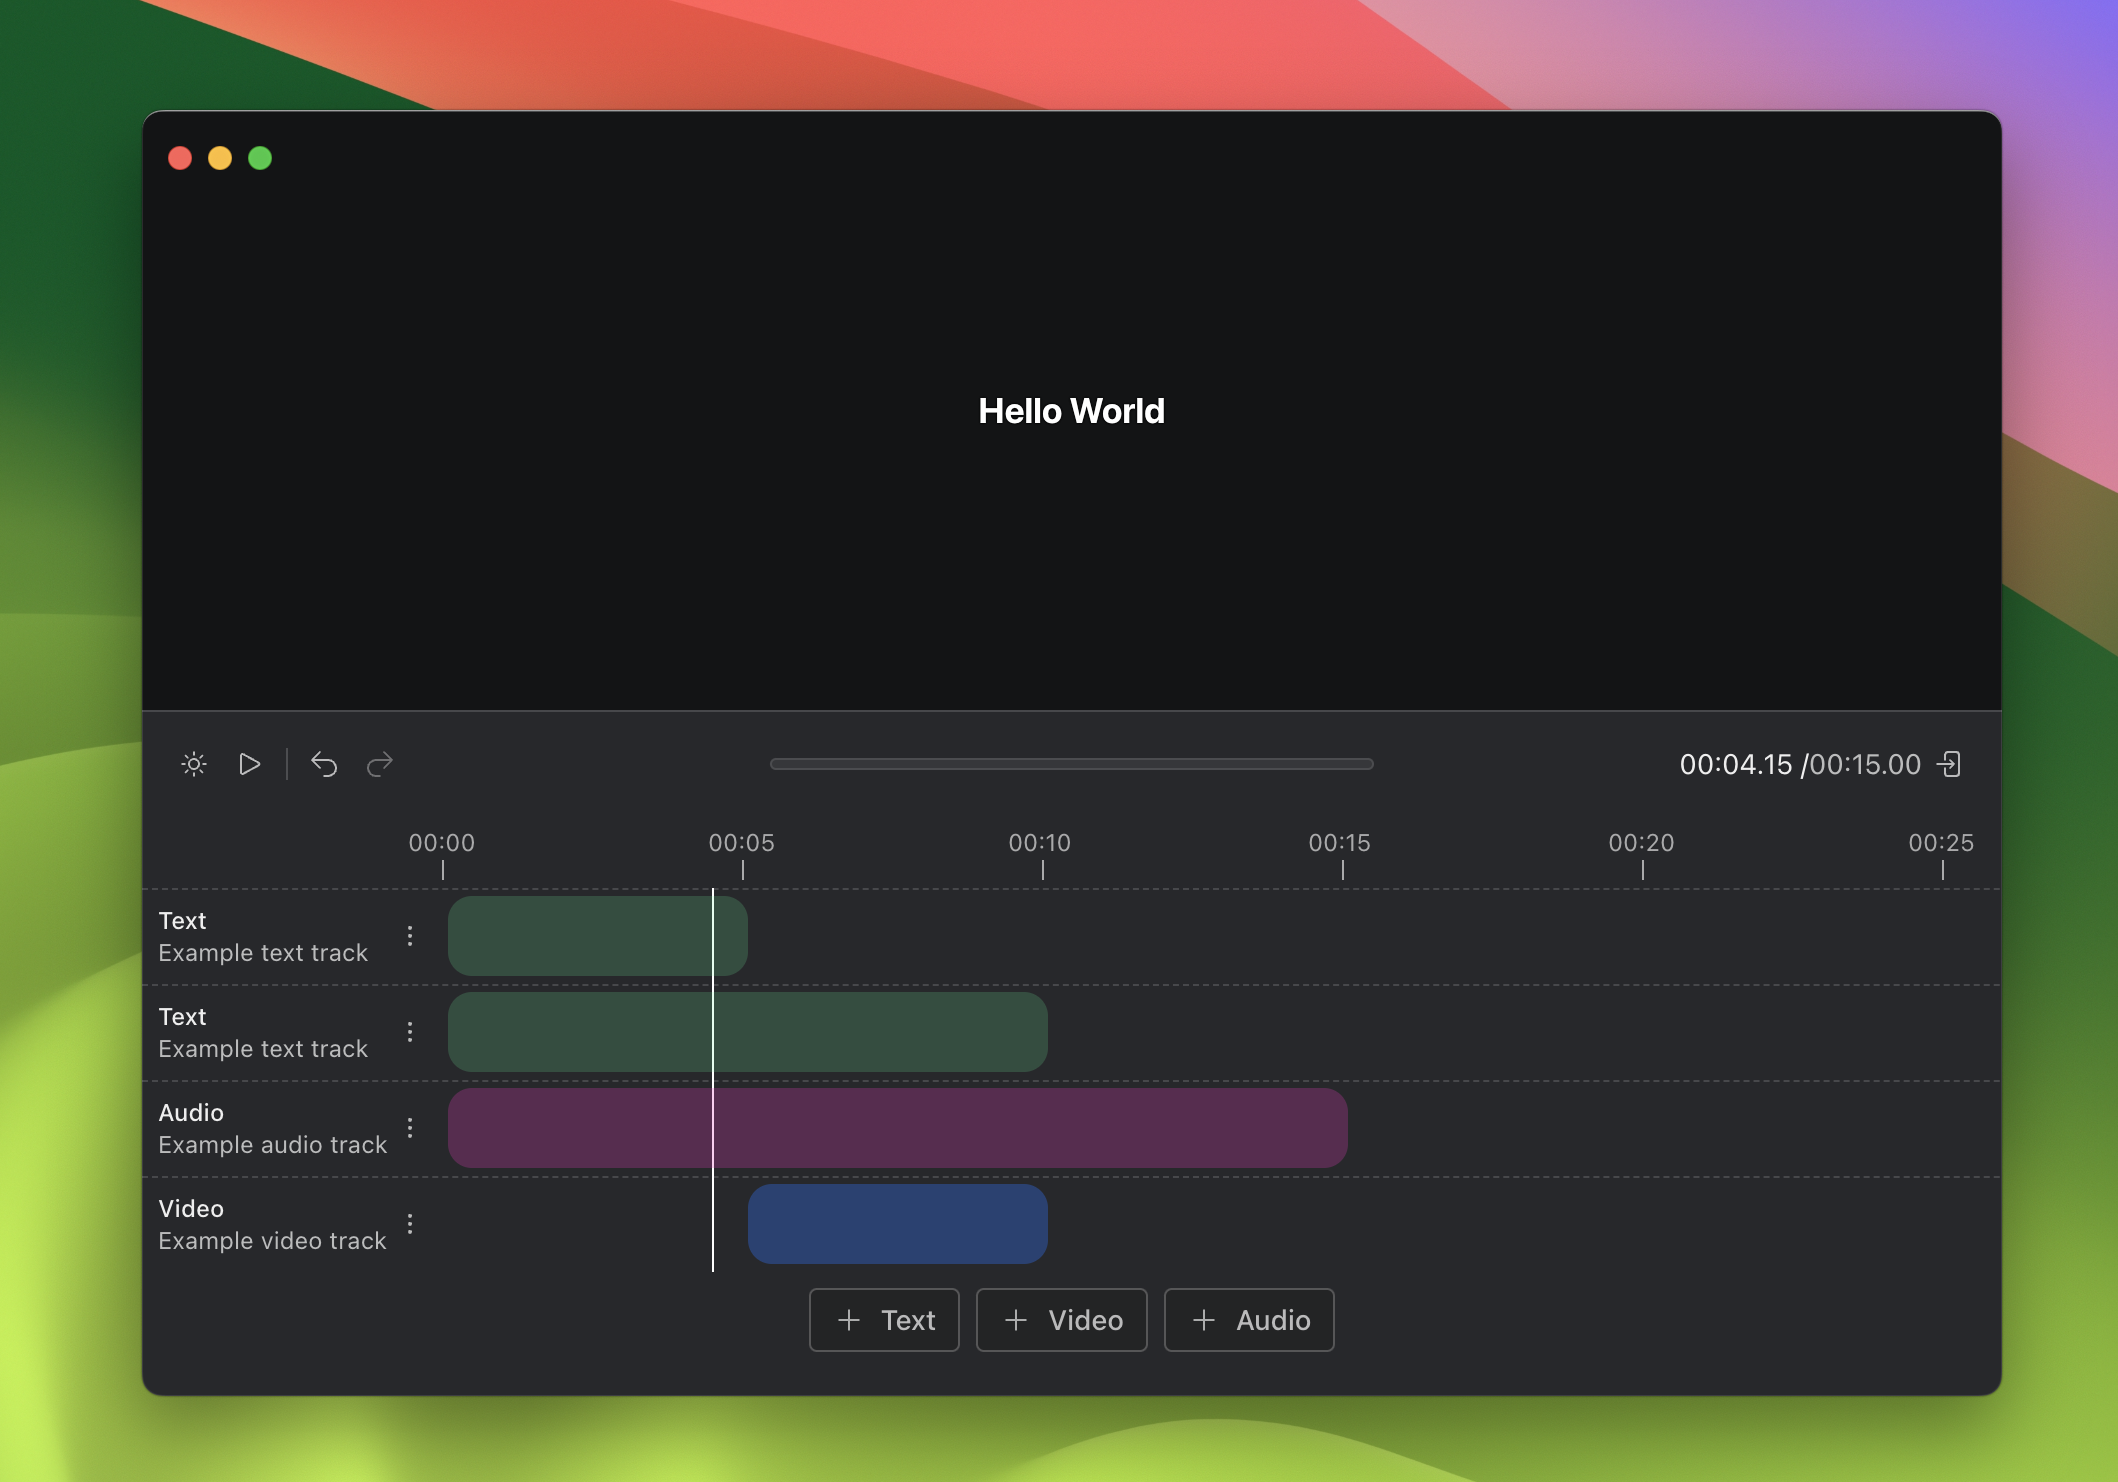 Hello World
00:04.15 /00:15.00
00:00 00:05 00:10 00:15 00:20 00:25
Text
Example text track
Text
Example text track
Audio
Example audio track
Video
Example video track
Text Video Audio